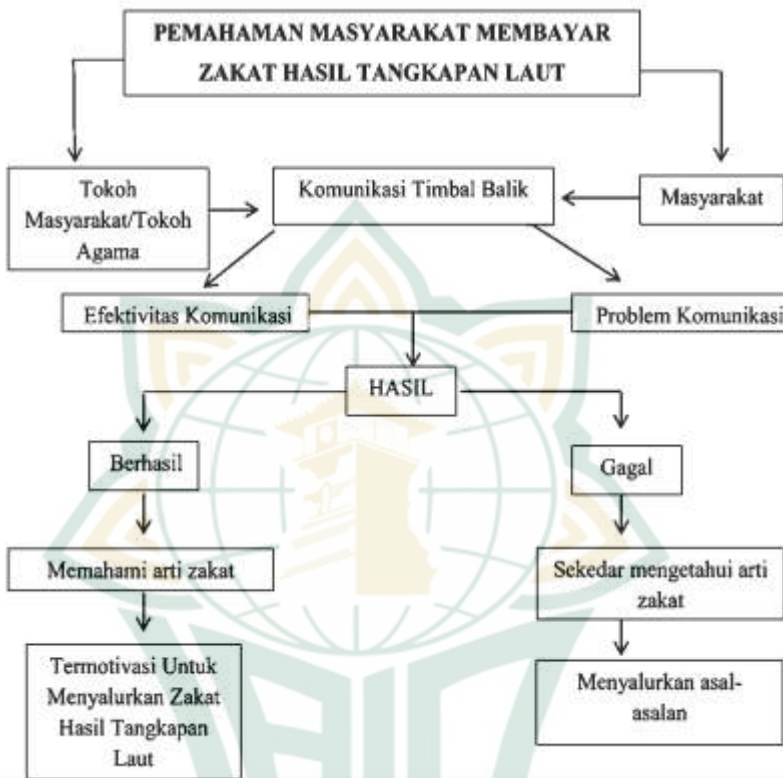 PEMAHAMAN MASYARAKAT MEMBAYAR
ZAKAT HASIL TANGKAPAN LAUT
Tokoh
Masyarakat/Tokoh
Agama
Komunikasi Timbal Balik
Masyarakat
Efektivitas Komunikasi
Problem Komunikasi
HASIL
Berhasil
Gagal
Memahami arti zakat
Sekedar mengetahui arti
zakat
Termotivasi Untuk
Menyalurkan Zakat
Hasil Tangkapan
Laut
Menyalurkan asal-
asalan